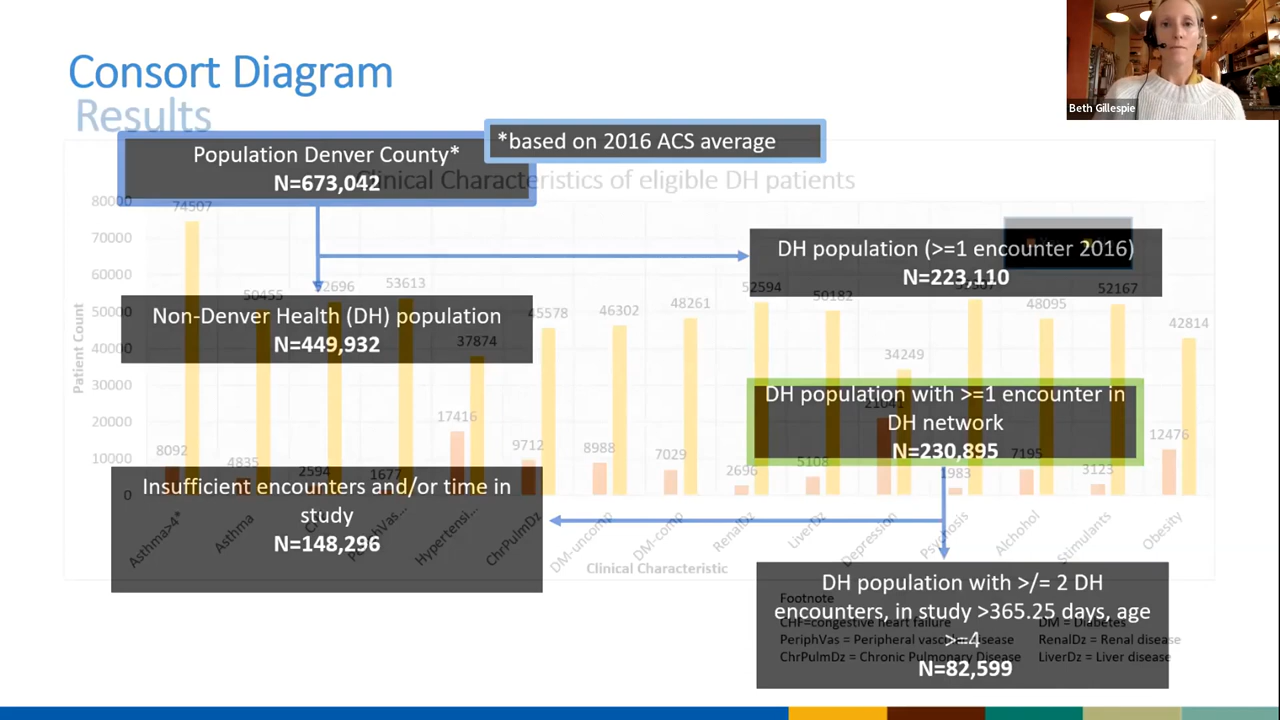 Beth Gillespie
Consort Diagram
Results
*based on 2016 ACS average
Population Denver County*
N=673,042
Clinical Characteristics of eligible DH patients
DH population (>=1 encounter 2016)
N=223,110
Non-Denver Health (DH) population
N=449,932
DH population with >=1 encounter in
DH network
N=230,895
Insufficient encounters and/or time in
study
N=148,296
DH population with >/= 2 DH
encounters, in study >365.25 days, age
>=4
N=82,599
Patient Count
80000
70000
60000
50000
40000
30000
20000
10000
0
74507
50455
53613
37874
45578
46302
48261
52594
50182
34249
48095
52167
42814
8092
4835
2594
1677
17416
9712
8988
7029
2696
5108
21041
1983
7195
3123
12476
Asthma>4*
Asthma
PeriphVas...
Hypertensi...
ChrPulmDz
DM-uncomp
DM-comp
RenalDz
LiverDz
Depression
Psychosis
Alchohol
Stimulants
Obesity
Clinical Characteristic
Footnote
CHF=congestive heart failure
DM = Diabetes
PeriphVas = Peripheral vascular disease
RenalDz = Renal disease
ChrPulmDz = Chronic Pulmonary Disease
LiverDz = Liver disease